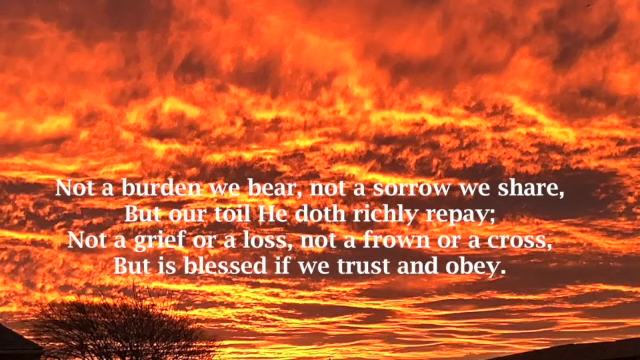 Not a burden we bear, not a sorrow we share,
But our toil He doth richly repay;
Not a grief or a loss, not a frown or a cross,
But is blessed if we trust and obey.